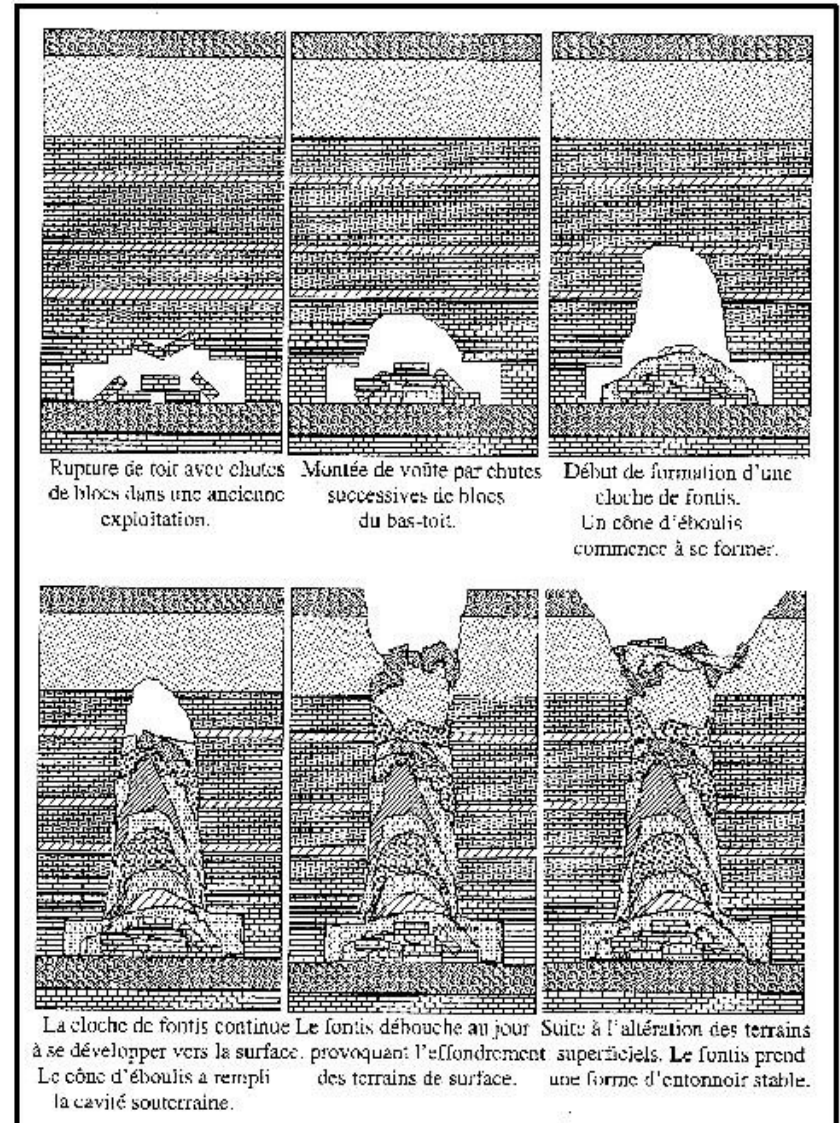 Rupture de toit avec chutes
de blocs dans une ancienne
exploitation.
Montée de voûte par chutes
successives de blocs
du bas-toit.
Début de formation d'une
cloche de fontis.
Un cône d'éboulis
commence à se former.
La cloche de fontis continue
à se développer vers la surface.
Le cône d'éboulis a rempli
la cavité souterraine.
Le fontis débouche au jour
provoquant l'effondrement
des terrains de surface.
Suite à l'altération des terrains
superficiels. Le fontis prend
une forme d'entonnoir stable.